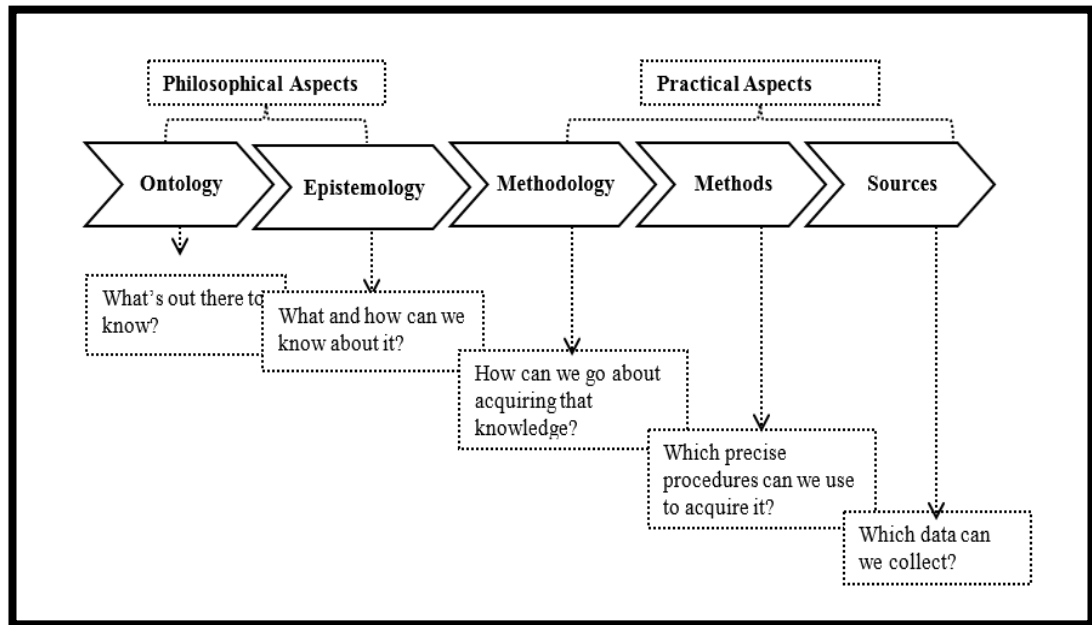 Philosophical Aspects
Practical Aspects
Ontology
Epistemology
Methodology
Methods
Sources
What's out there to
know?
What and how can we
know about it?
How can we go about
acquiring that
knowledge?
Which precise
procedures can we use
to acquire it?
Which data can
we collect?